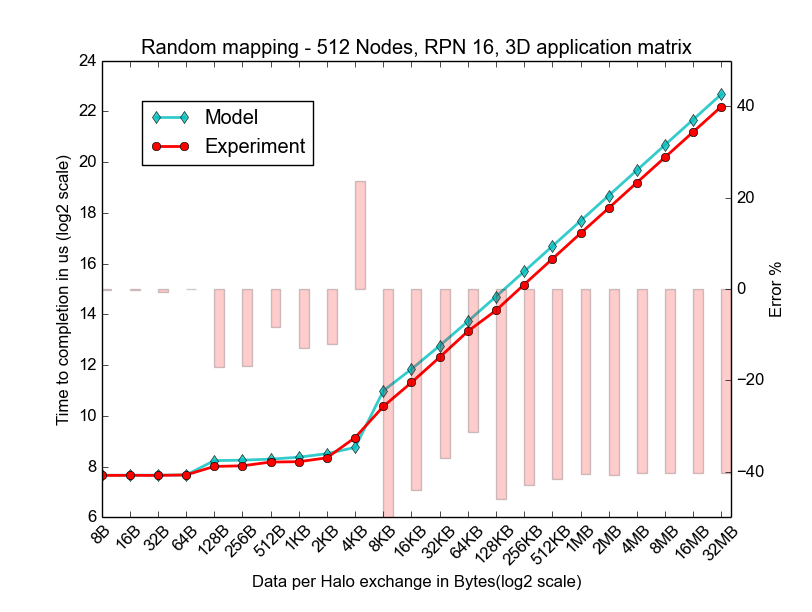 Random mapping - 512 Nodes, RPN 16, 3D application matrix
Model
Experiment
Time to completion in us (log2 scale)
24
22
20
18
16
14
12
10
8
6
40
20
0
−20
−40
Error %
8B
16B
32B
64B
128B
256B
512B
1KB
2KB
4KB
8KB
16KB
32KB
64KB
128KB
256KB
512KB
1MB
2MB
4MB
8MB
16MB
32MB
Data per Halo exchange in Bytes(log2 scale)